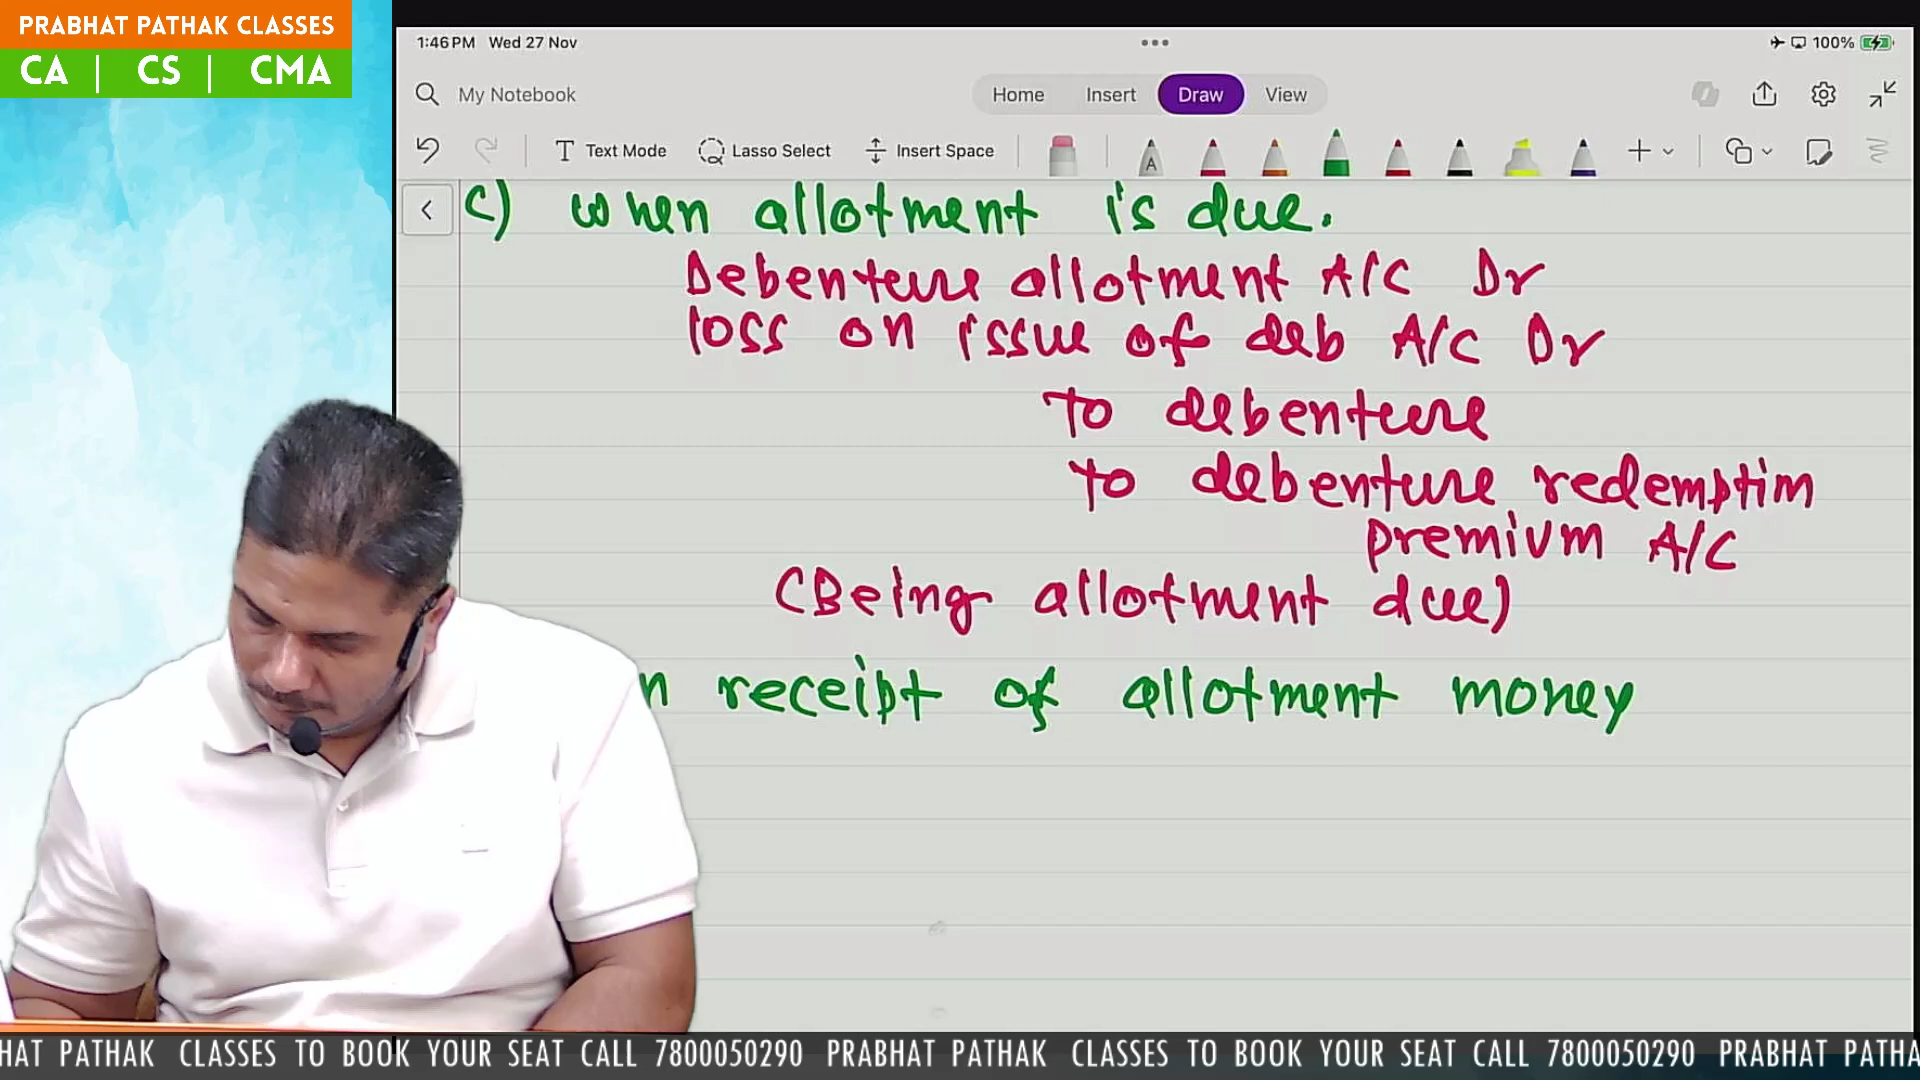 PRABHAT PATHAK CLASSES
CA | CS | CMA
1:46 PM Wed 27 Nov
100%
My Notebook
Home Insert Draw View
Text Mode Lasso Select Insert Space
A
c) when allotment is due.
Debenture allotment A/C Dr
loss on issue of deb A/C Dr
To debenture
To debenture redemption
premium A/C
(Being allotment due)
n receipt of allotment money
HAT PATHAK CLASSES TO BOOK YOUR SEAT CALL 7800050290 PRABHAT PATHAK CLASSES TO BOOK YOUR SEAT CALL 7800050290 PRABHAT PATHA